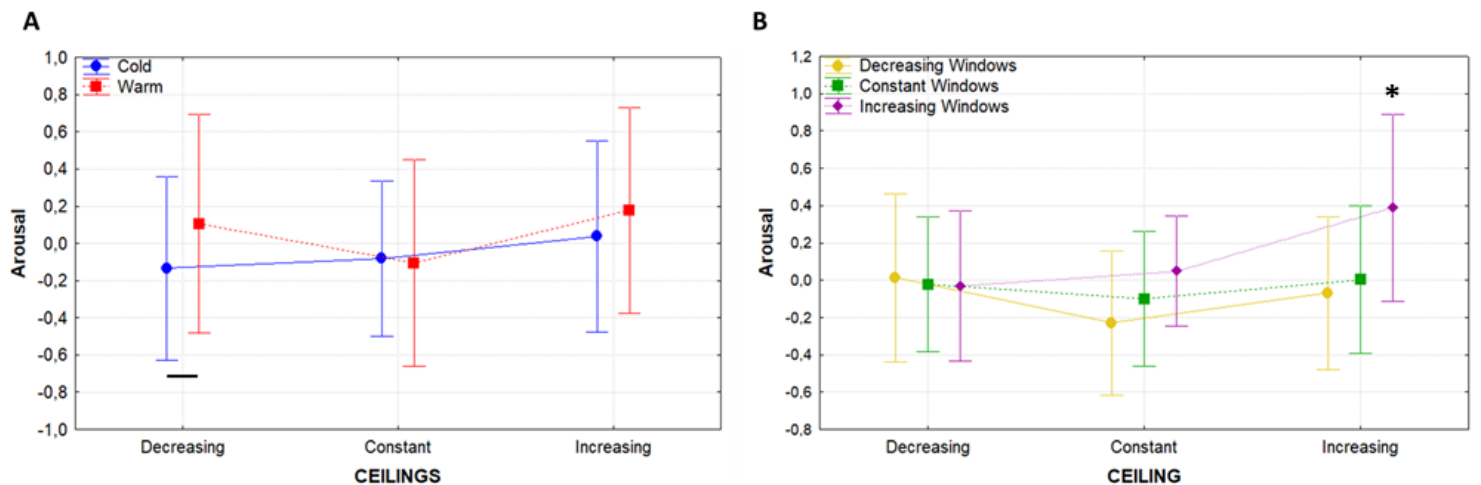 A
1,0
0,8
0,6
0,4
0,2
0,0
-0,2
-0,4
-0,6
-0,8
-1,0
Arousal
Cold
Warm
Decreasing Constant Increasing
CEILINGS
B
1,2
1,0
0,8
0,6
0,4
0,2
0,0
-0,2
-0,4
-0,6
-0,8
Arousal
Decreasing Windows
Constant Windows
Increasing Windows
*
Decreasing Constant Increasing
CEILING